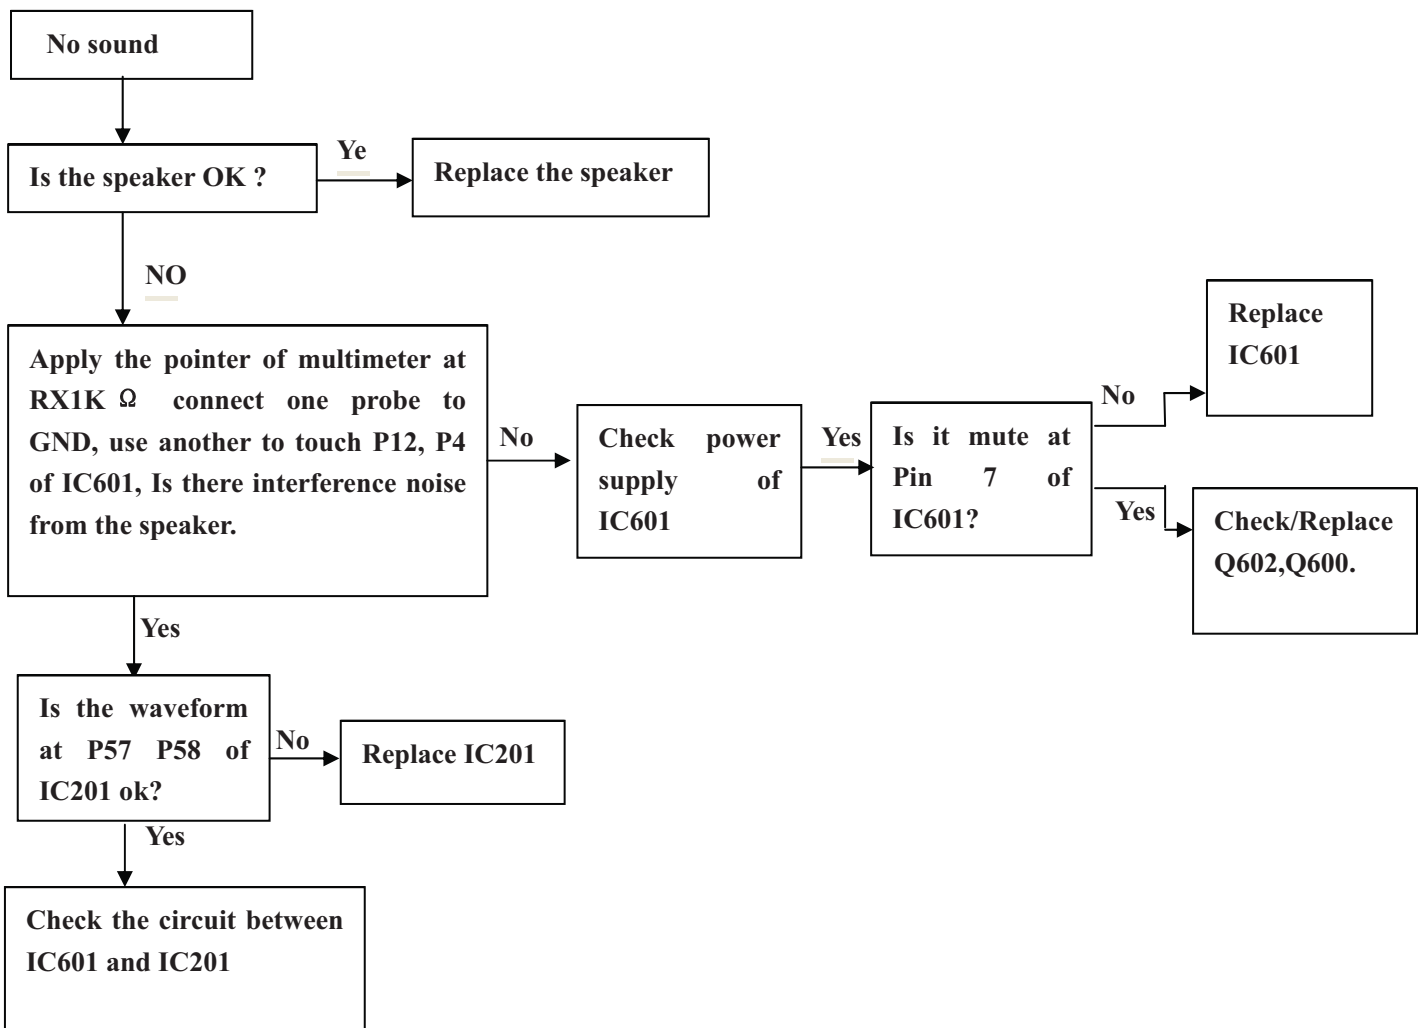 No sound
Is the speaker OK ?
Ye
Replace the speaker
NO
Apply the pointer of multimeter at
RX1K Ω connect one probe to
GND, use another to touch P12, P4
of IC601, Is there interference noise
from the speaker.
No
Check power
supply of
IC601
Yes
Is it mute at
Pin 7 of
IC601?
No
Replace
IC601
Yes
Check/Replace
Q602,Q600.
Yes
Is the waveform
at P57 P58 of
IC201 ok?
No
Replace IC201
Yes
Check the circuit between
IC601 and IC201